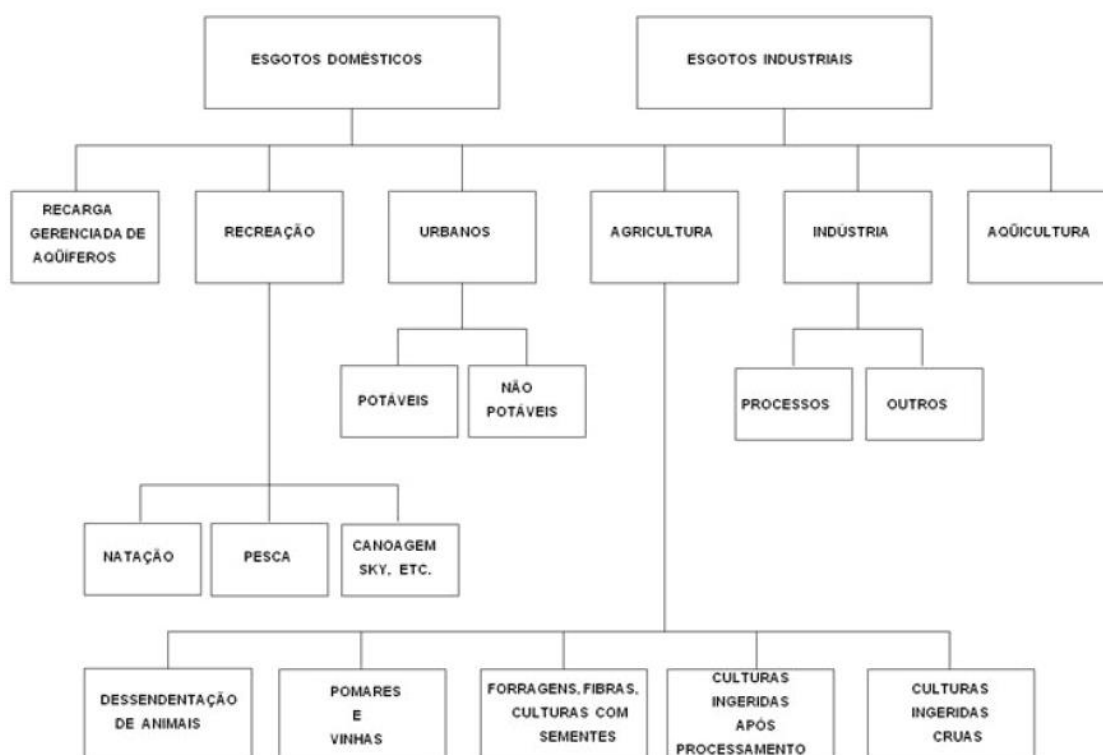 ESGOTOS DOMÉSTICOS
ESGOTOS INDUSTRIAIS
RECARGA
GERENCIADA DE
AQÜÍFEROS
RECREAÇÃO
URBANOS
AGRICULTURA
INDÚSTRIA
AQÜICULTURA
POTÁVEIS
NÃO
POTÁVEIS
PROCESSOS
OUTROS
NATAÇÃO
PESCA
CANOAGEM
SKY, ETC.
DESSENDENTAÇÃO
DE ANIMAIS
POMARES
E
VINHAS
FORRAGENS, FIBRAS,
CULTURAS COM
SEMENTES
CULTURAS
INGERIDAS
APÓS
PROCESSAMENTO
CULTURAS
INGERIDAS
CRUAS